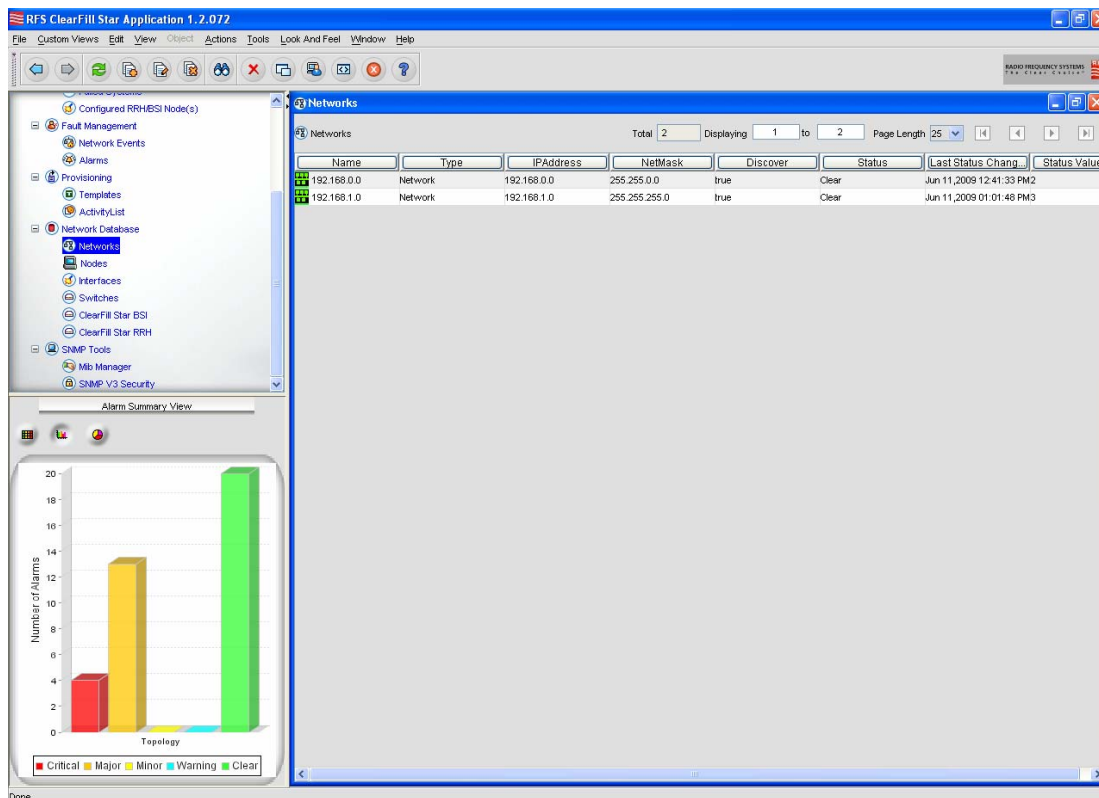 RFS ClearFill Star Application 1.2.072
File Custom Views Edit View Object Actions Tools Look And Feel Window Help
RADIO FREQUENCY SYSTEMS
The Clear Choice
Configured RRH/BSI Node(s)
Fault Management
Network Events
Alarms
Provisioning
Templates
ActivityList
Network Database
Networks
Nodes
Interfaces
Switches
ClearFill Star BSI
ClearFill Star RRH
SNMP Tools
Mib Manager
SNMP V3 Security
Networks
Networks Total 2 Displaying 1 to 2 Page Length 25
Name Type IPAddress NetMask Discover Status Last Status Chang... Status Value
192.168.0.0 Network 192.168.0.0 255.255.0.0 true Clear Jun 11,2009 12:41:33 PM 2
192.168.1.0 Network 192.168.1.0 255.255.255.0 true Clear Jun 11,2009 01:01:48 PM 3
Alarm Summary View
Number of Alarms
20
18
16
14
12
10
8
6
4
2
0
Topology
Critical Major Minor Warning Clear
Done